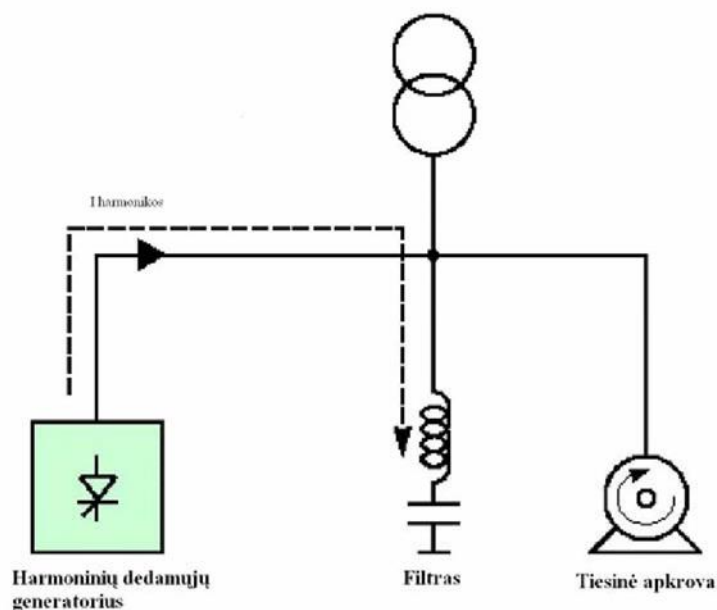 I harmonikos
Harmoninių dedamųjų
generatorius
Filtras
Tiesinė apkrova